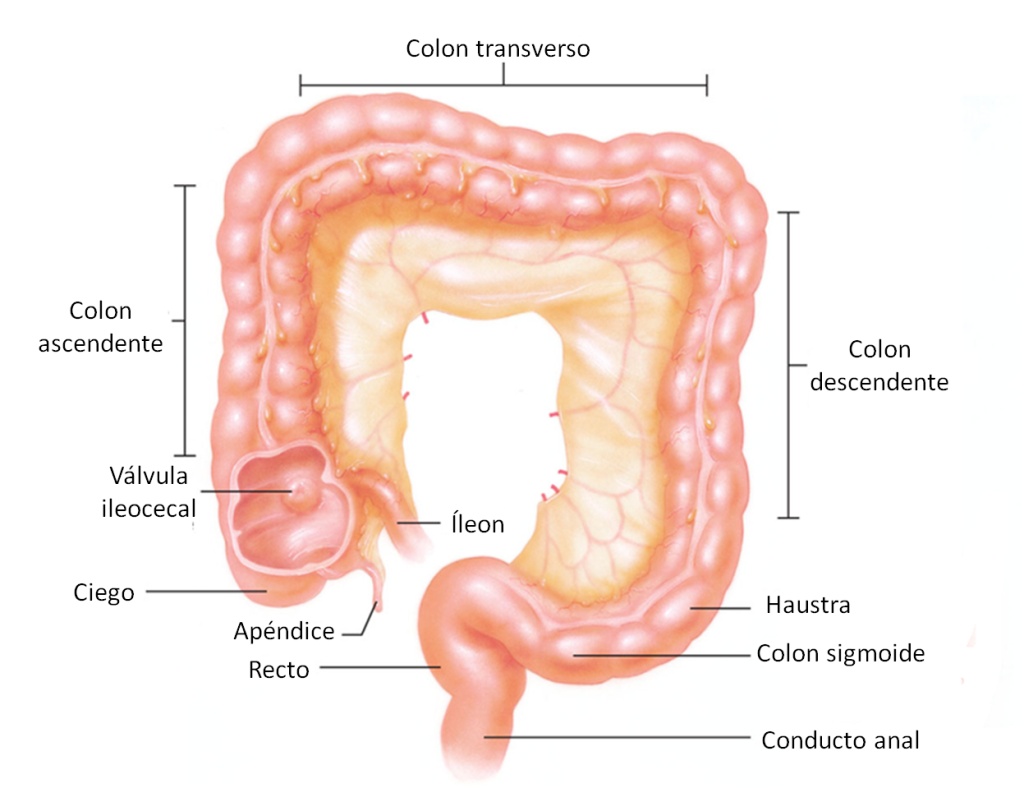 Colon transverso
Colon
ascendente
Colon
descendente
Válvula
ileocecal
Íleon
Ciego
Haustra
Apéndice
Colon sigmoide
Recto
Conducto anal